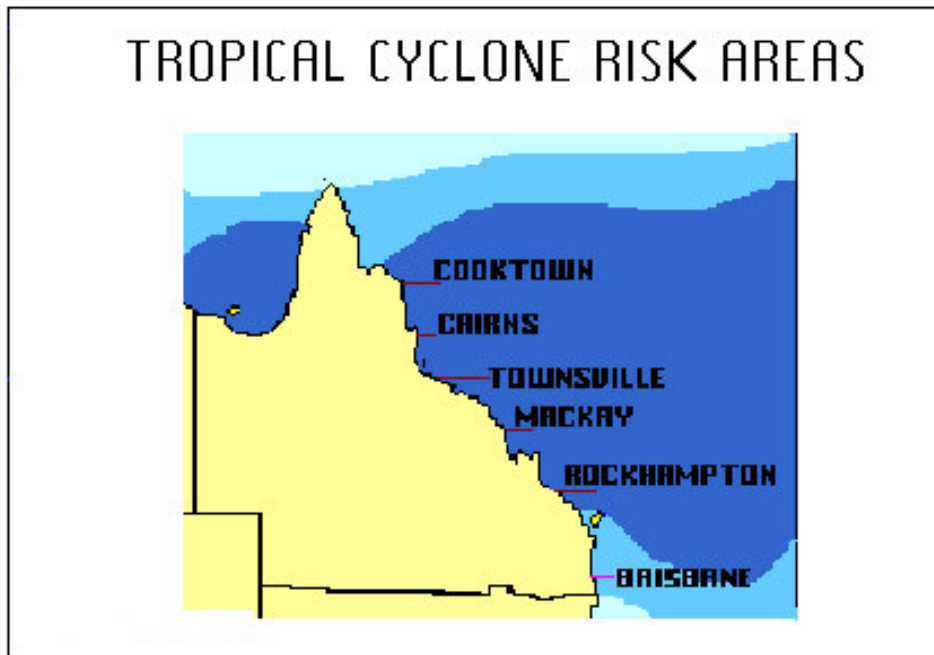 TROPICAL CYCLONE RISK AREAS
COOKTOWN
CAIRNS
TOWNSVILLE
MACKAY
ROCKHAMPTON
BRISBANE